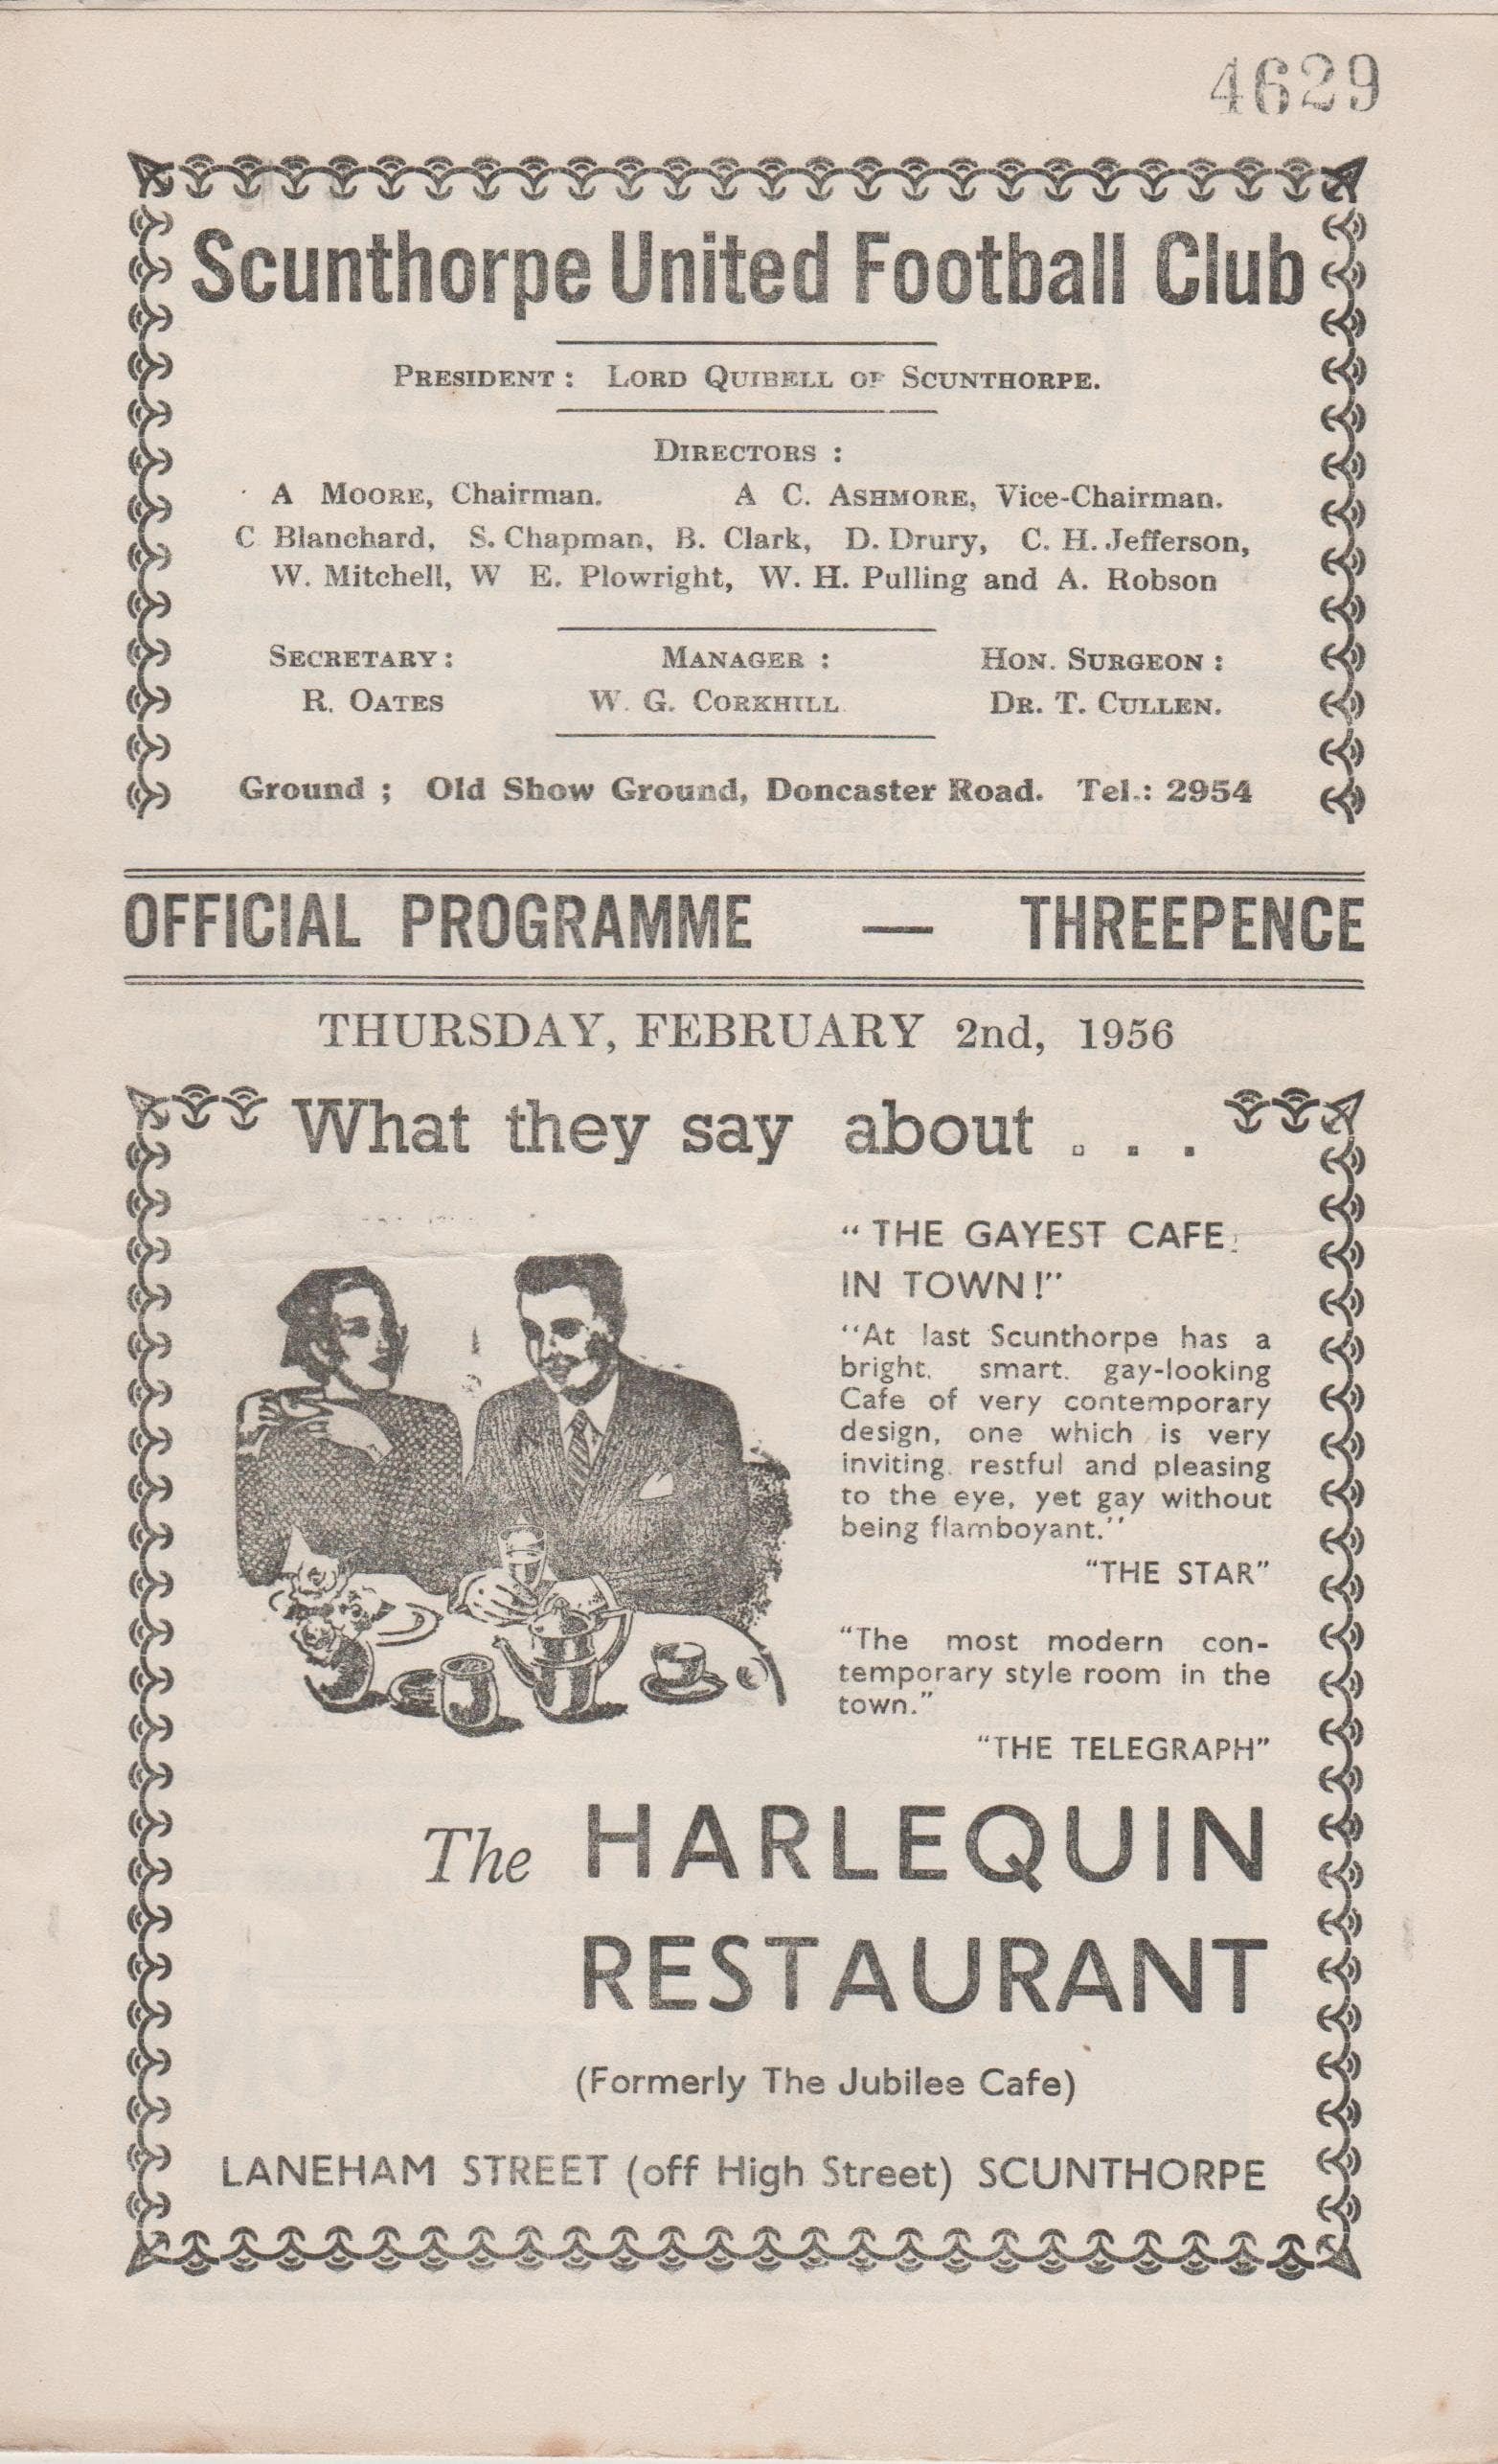 4629
Scunthorpe United Football Club
PRESIDENT : LORD QUIBELL OF SCUNTHORPE.
DIRECTORS :
A MOORE, Chairman. A C. ASHMORE, Vice-Chairman.
C Blanchard, S. Chapman, B. Clark, D. Drury, C. H. Jefferson,
W. Mitchell, W E. Plowright, W. H. Pulling and A. Robson
SECRETARY : MANAGER : HON. SURGEON :
R. OATES W. G. CORKHILL DR. T. CULLEN.
Ground ; Old Show Ground, Doncaster Road. Tel.: 2954
OFFICIAL PROGRAMME — THREEPENCE
THURSDAY, FEBRUARY 2nd, 1956
What they say about . . .
“ THE GAYEST CAFE
IN TOWN!”
“At last Scunthorpe has a
bright. smart. gay-looking
Cafe of very contemporary
design, one which is very
inviting. restful and pleasing
to the eye, yet gay without
being flamboyant.”
“THE STAR”
“The most modern con-
temporary style room in the
town.”
“THE TELEGRAPH”
The HARLEQUIN
RESTAURANT
(Formerly The Jubilee Cafe)
LANEHAM STREET (off High Street) SCUNTHORPE